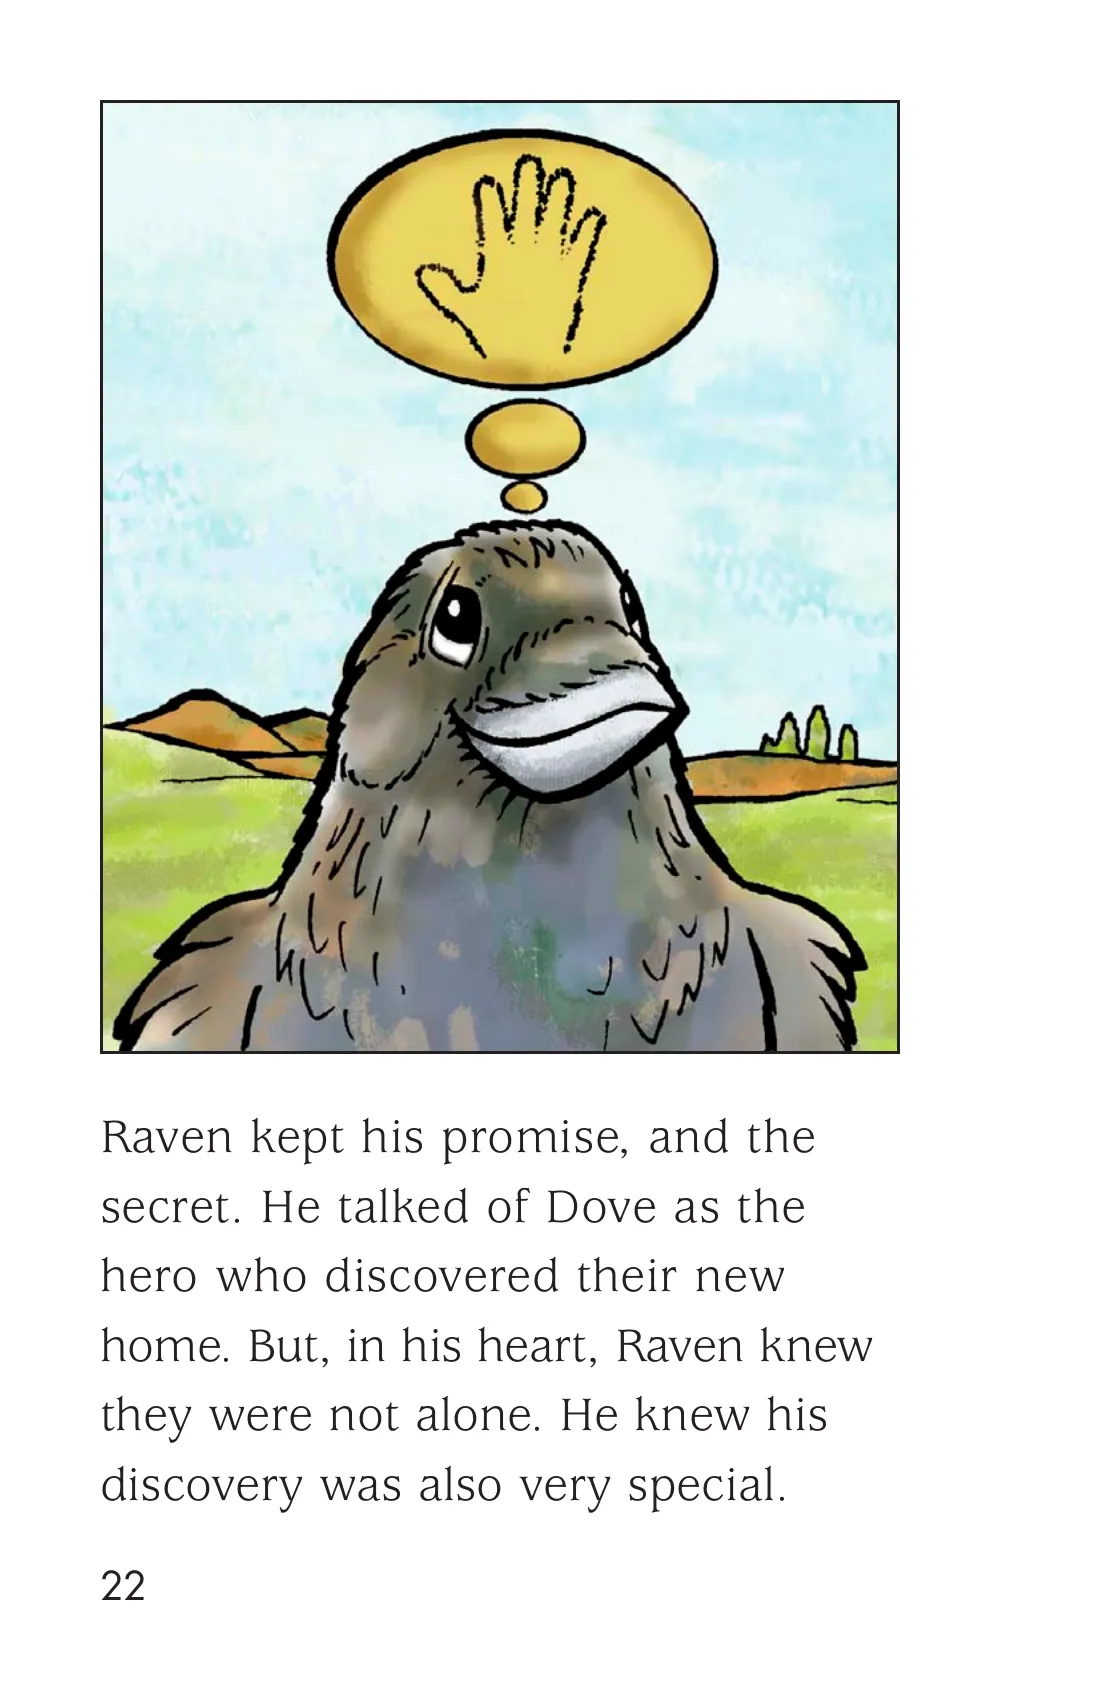 Raven kept his promise, and the
secret. He talked of Dove as the
hero who discovered their new
home. But, in his heart, Raven knew
they were not alone. He knew his
discovery was also very special.
22